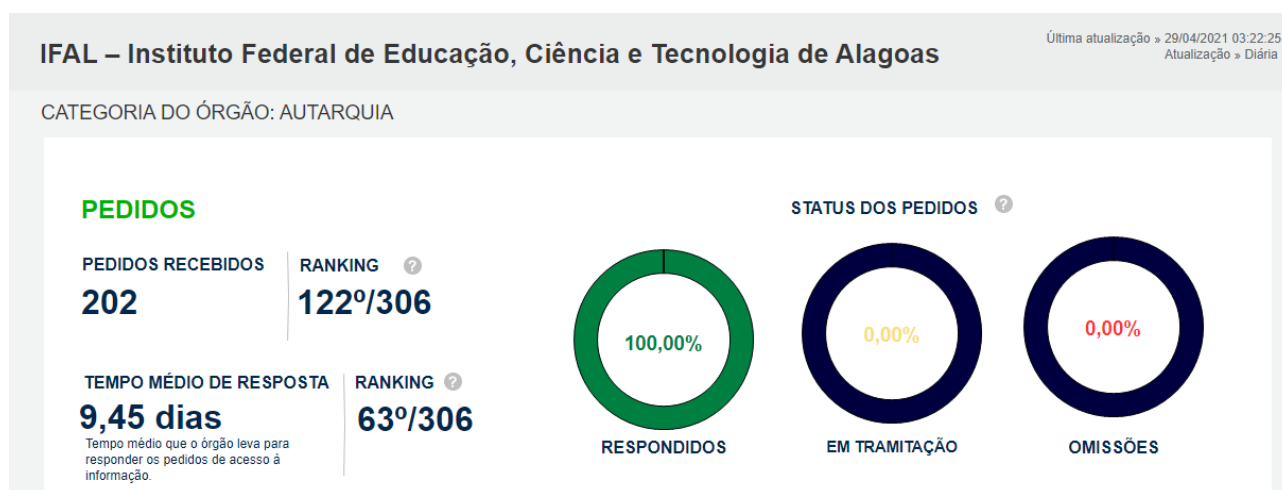 IFAL – Instituto Federal de Educação, Ciência e Tecnologia de Alagoas
Última atualização » 29/04/2021 03:22:25
Atualização » Diária
CATEGORIA DO ÓRGÃO: AUTARQUIA
PEDIDOS
PEDIDOS RECEBIDOS
202
RANKING ?
122º/306
TEMPO MÉDIO DE RESPOSTA
9,45 dias
Tempo médio que o órgão leva para
responder os pedidos de acesso à
informação.
RANKING ?
63º/306
STATUS DOS PEDIDOS ?
100,00%
RESPONDIDOS
0,00%
EM TRAMITAÇÃO
0,00%
OMISSÕES